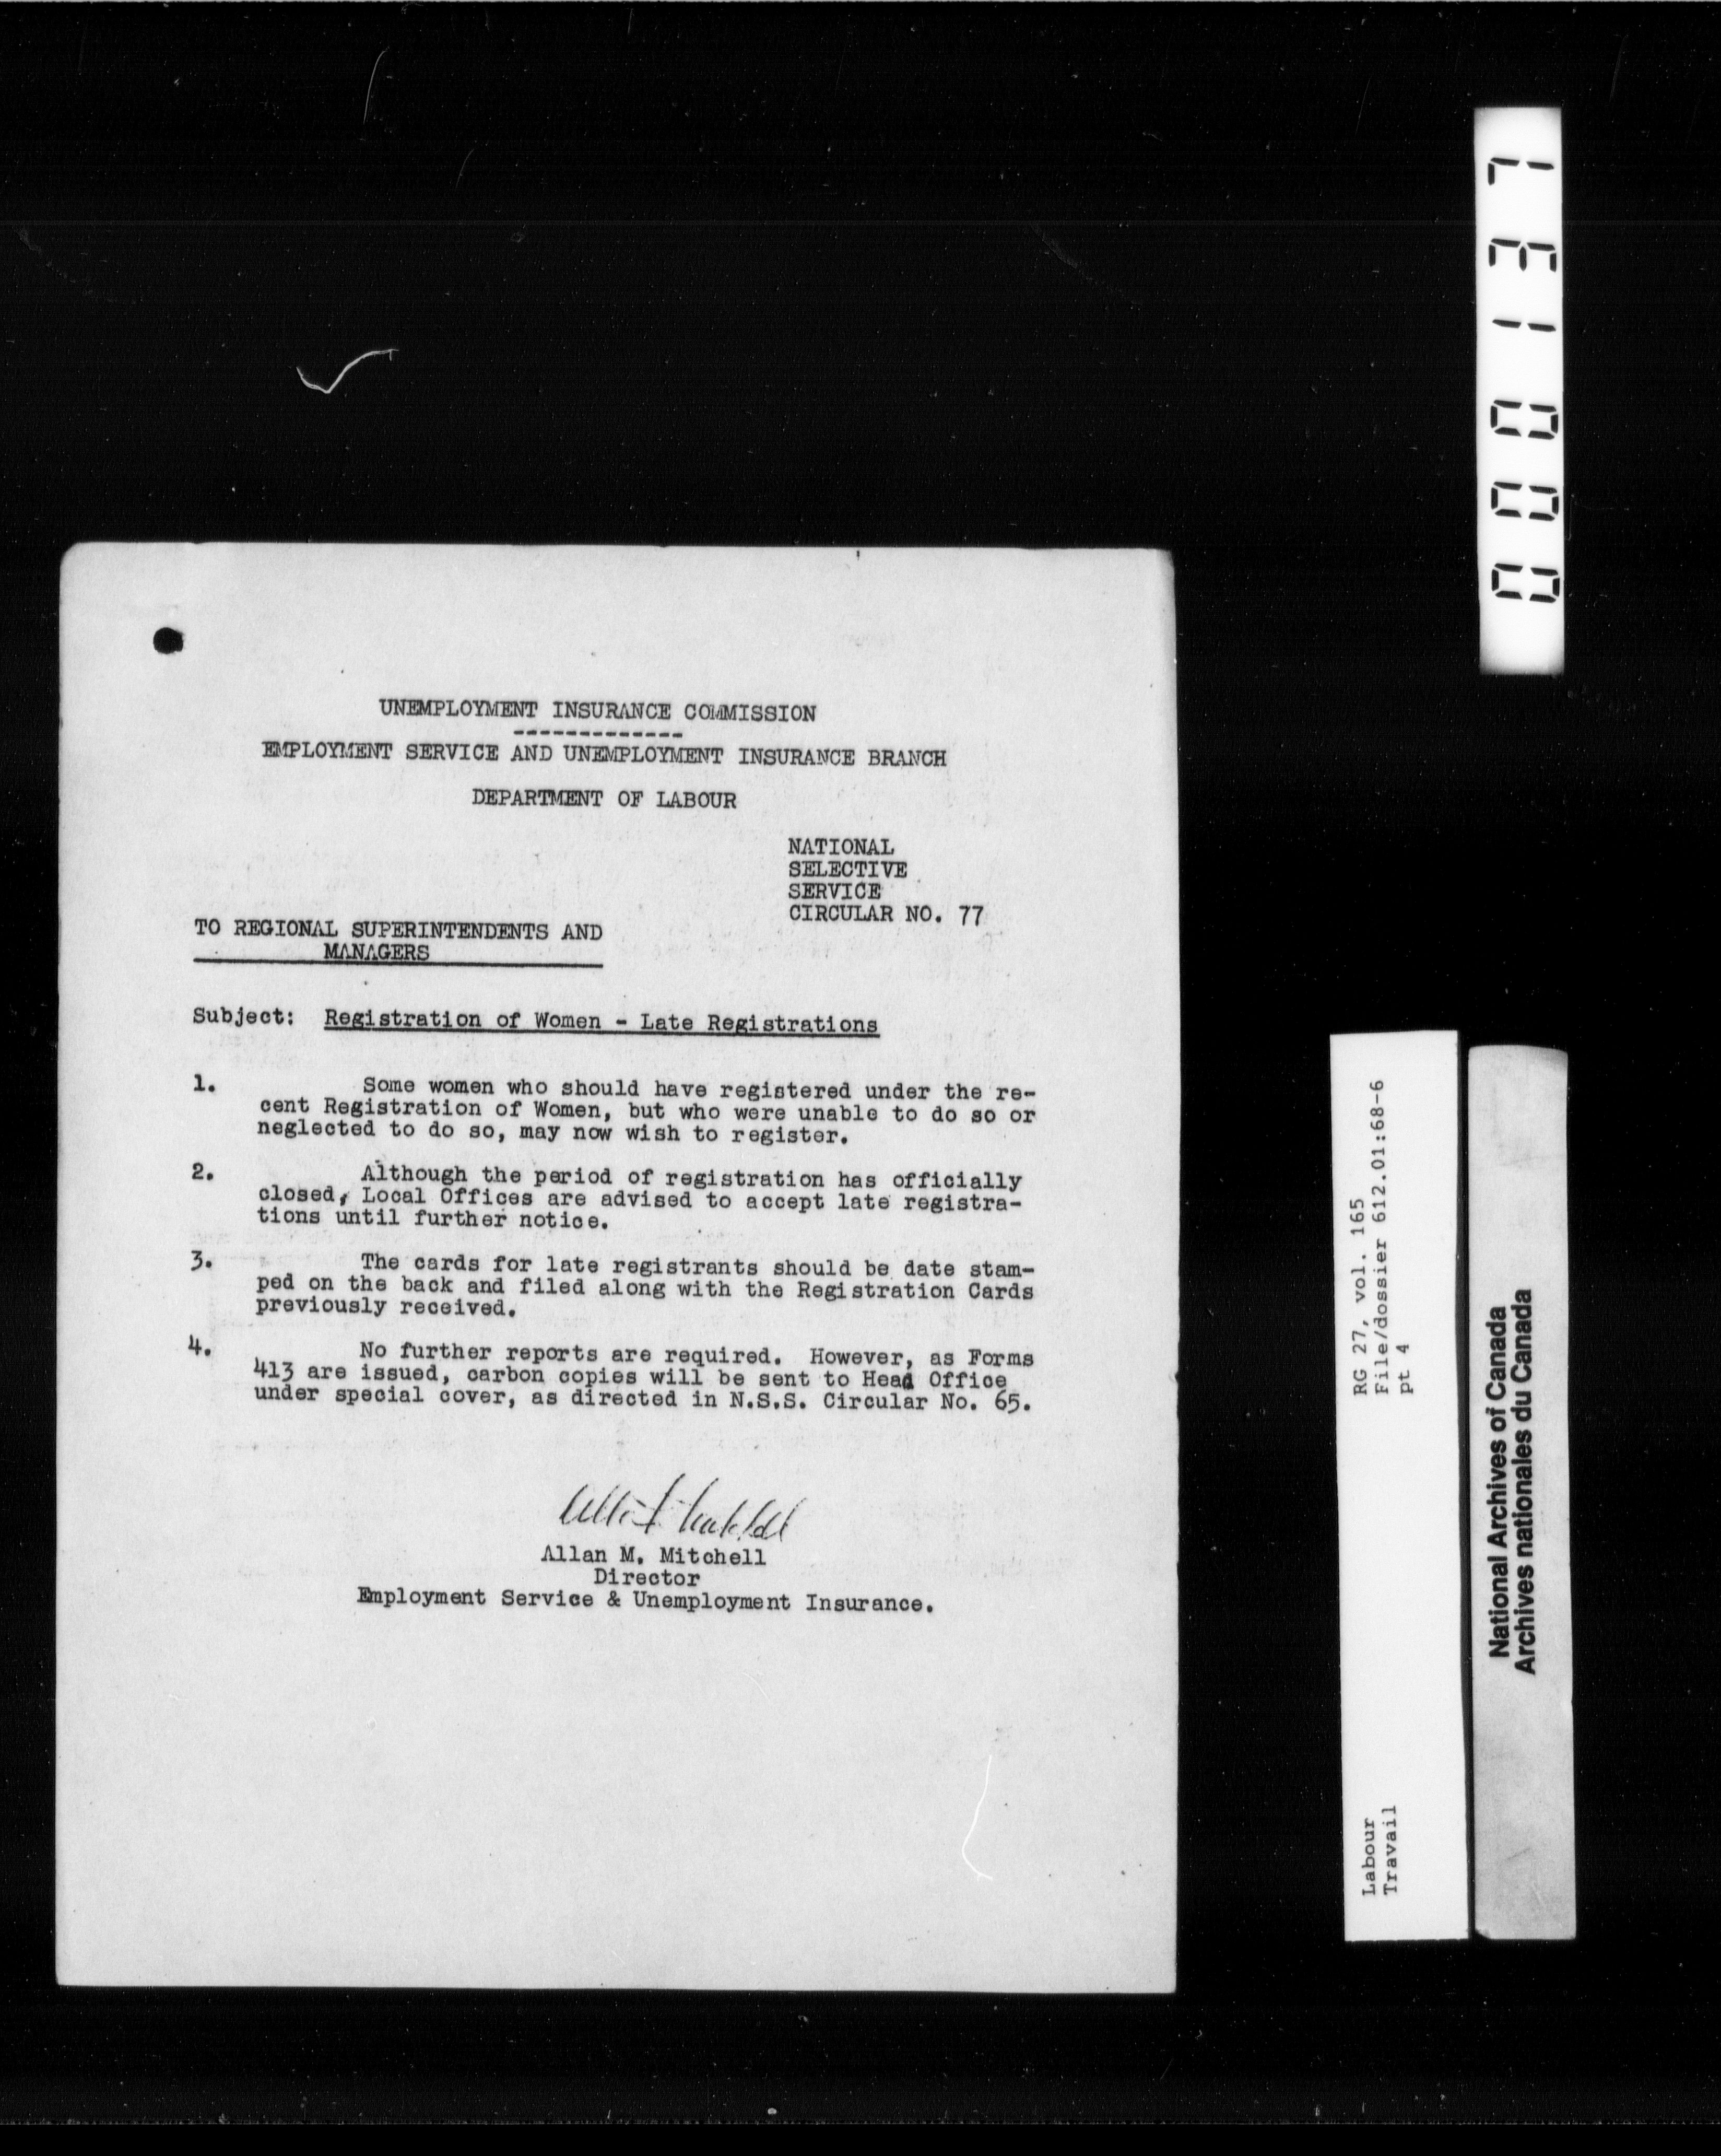 UNEMPLOYMENT INSURANCE COMMISSION
-------------
EMPLOYMENT SERVICE AND UNEMPLOYMENT INSURANCE BRANCH
DEPARTMENT OF LABOUR
NATIONAL
SELECTIVE
SERVICE
CIRCULAR NO. 77
TO REGIONAL SUPERINTENDENTS AND
MANAGERS
Subject: Registration of Women - Late Registrations
1. Some women who should have registered under the re-
cent Registration of Women, but who were unable to do so or
neglected to do so, may now wish to register.
2. Although the period of registration has officially
closed, Local Offices are advised to accept late registra-
tions until further notice.
3. The cards for late registrants should be date stam-
ped on the back and filed along with the Registration Cards
previously received.
4. No further reports are required. However, as Forms
413 are issued, carbon copies will be sent to Head Office
under special cover, as directed in N.S.S. Circular No. 65.
Allan M. Mitchell
Director
Employment Service & Unemployment Insurance.
000137
RG 27, vol. 165
File/dossier 612.01:68-6
pt 4
Labour
Travail
National Archives of Canada
Archives nationales du Canada